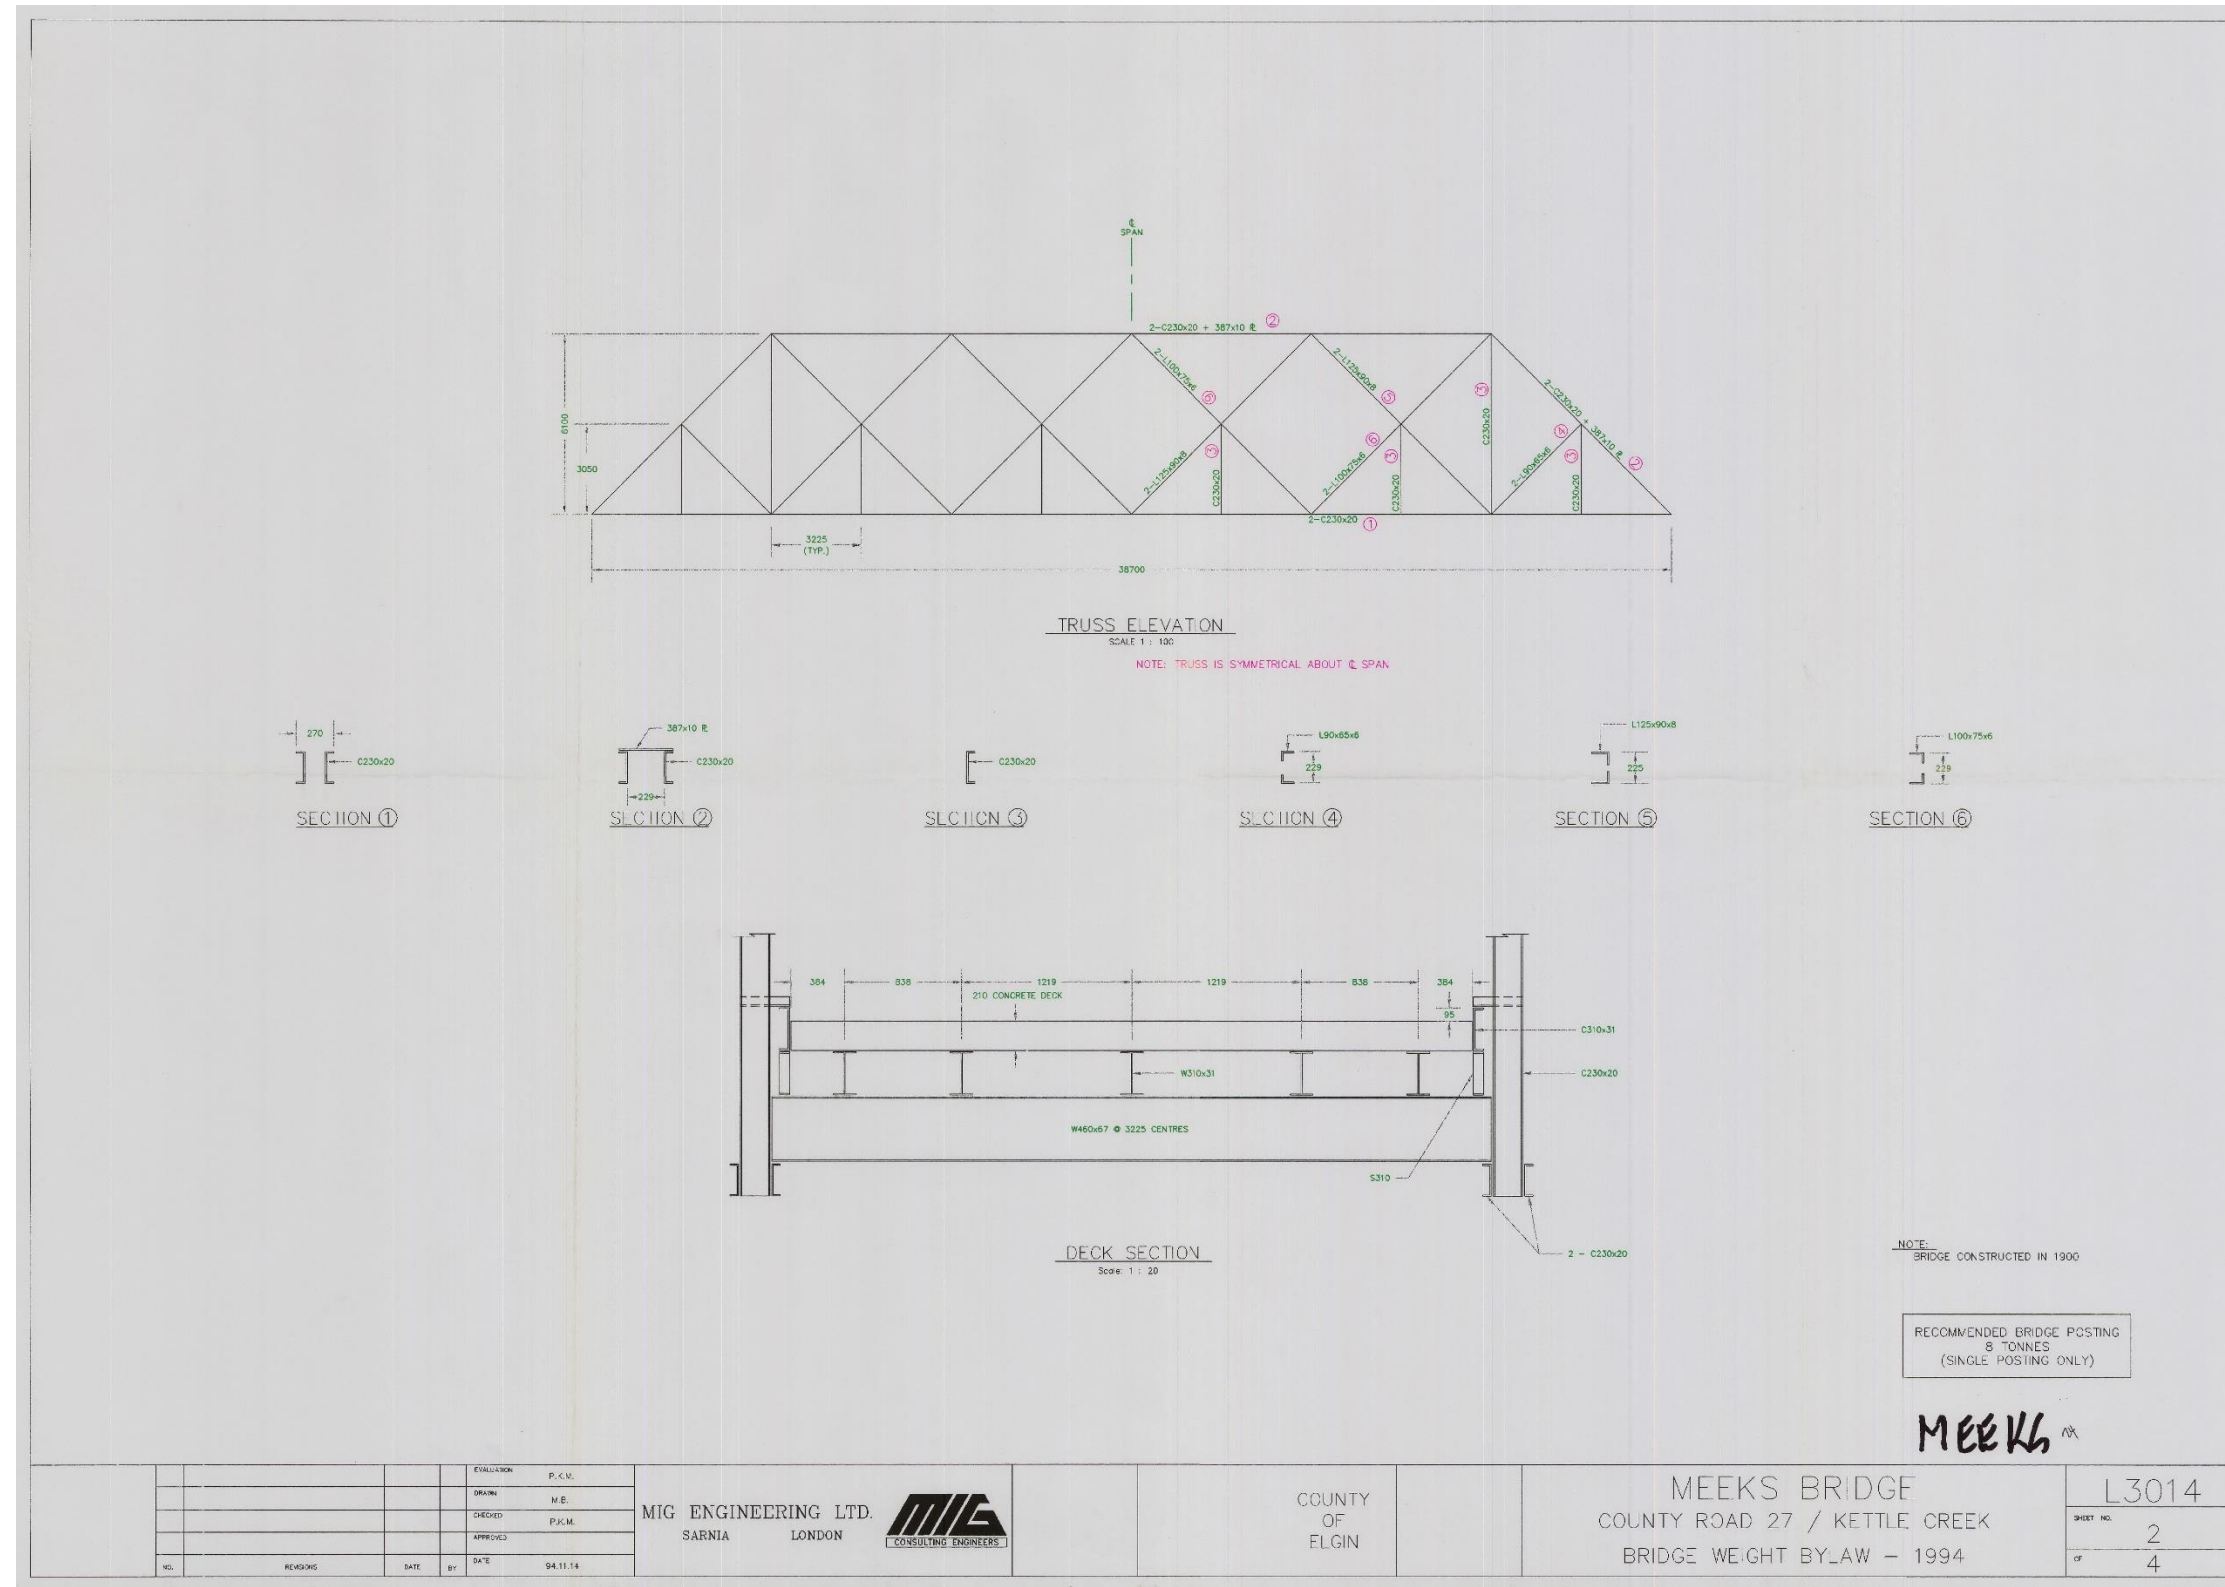 ℄
SPAN
2-C230x20 + 387x10 ℄ ②
2-L100x75x6 ⑥
2-L125x90x8 ⑤
③
C230x20
2-C230x20 + 387x10 ℄ ②
6100
3050
2-L125x90x8
③
C230x20
⑥
2-L100x75x6
③
C230x20
④
2-L90x65x6
③
C230x20
2-C230x20 ①
3225
(TYP.)
38700
TRUSS ELEVATION
SCALE 1 : 100
NOTE: TRUSS IS SYMMETRICAL ABOUT ℄ SPAN
270
C230x20
SECTION ①
387x10 ℄
C230x20
229
SECTION ②
C230x20
SECTION ③
L90x65x6
229
SECTION ④
L125x90x8
225
SECTION ⑤
L100x75x6
229
SECTION ⑥
384 838 1219 1219 838 384
210 CONCRETE DECK
95
C310x31
W310x31
C230x20
W460x67 @ 3225 CENTRES
S310
2 - C230x20
DECK SECTION
Scale: 1 : 20
NOTE:
BRIDGE CONSTRUCTED IN 1900
RECOMMENDED BRIDGE POSTING
8 TONNES
(SINGLE POSTING ONLY)
MEEKS
NO. REVISIONS DATE BY
EVALUATION P.K.M.
DRAWN M.B.
CHECKED P.K.M.
APPROVED
DATE 94.11.14
MIG ENGINEERING LTD.
SARNIA LONDON
MIG
CONSULTING ENGINEERS
COUNTY
OF
ELGIN
MEEKS BRIDGE
COUNTY ROAD 27 / KETTLE CREEK
BRIDGE WEIGHT BYLAW - 1994
L3014
SHEET NO.
2
OF 4